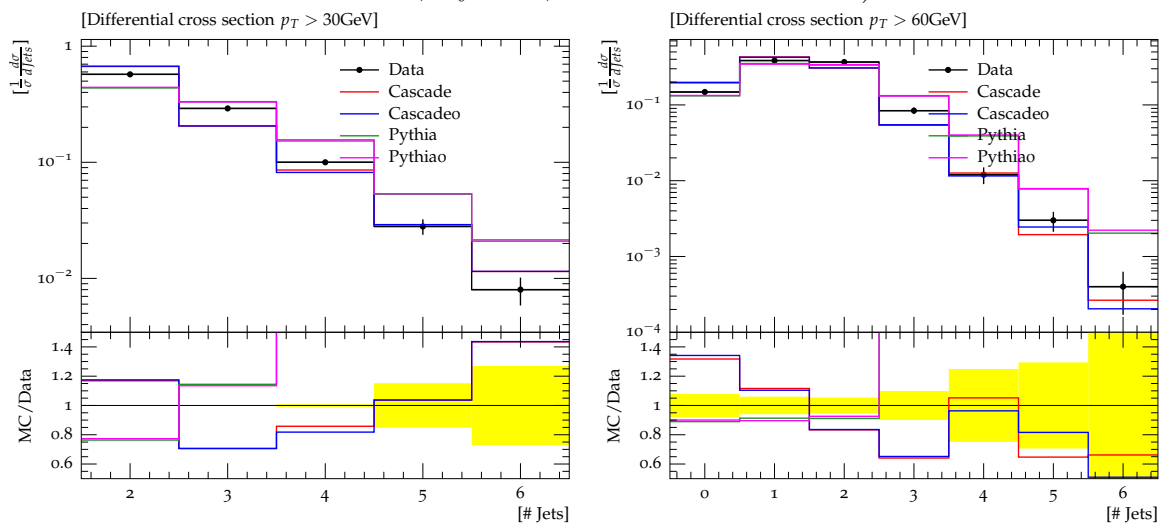 [Differential cross section p_T > 30GeV]
[1/σ dσ/dJets]
1
10^{-1}
10^{-2}
Data
Cascade
Cascadeo
Pythia
Pythiao
MC/Data
1.4
1.2
1
0.8
0.6
2 3 4 5 6
[# Jets]
[Differential cross section p_T > 60GeV]
[1/σ dσ/dJets]
10^{-1}
10^{-2}
10^{-3}
10^{-4}
Data
Cascade
Cascadeo
Pythia
Pythiao
MC/Data
1.4
1.2
1
0.8
0.6
0 1 2 3 4 5 6
[# Jets]